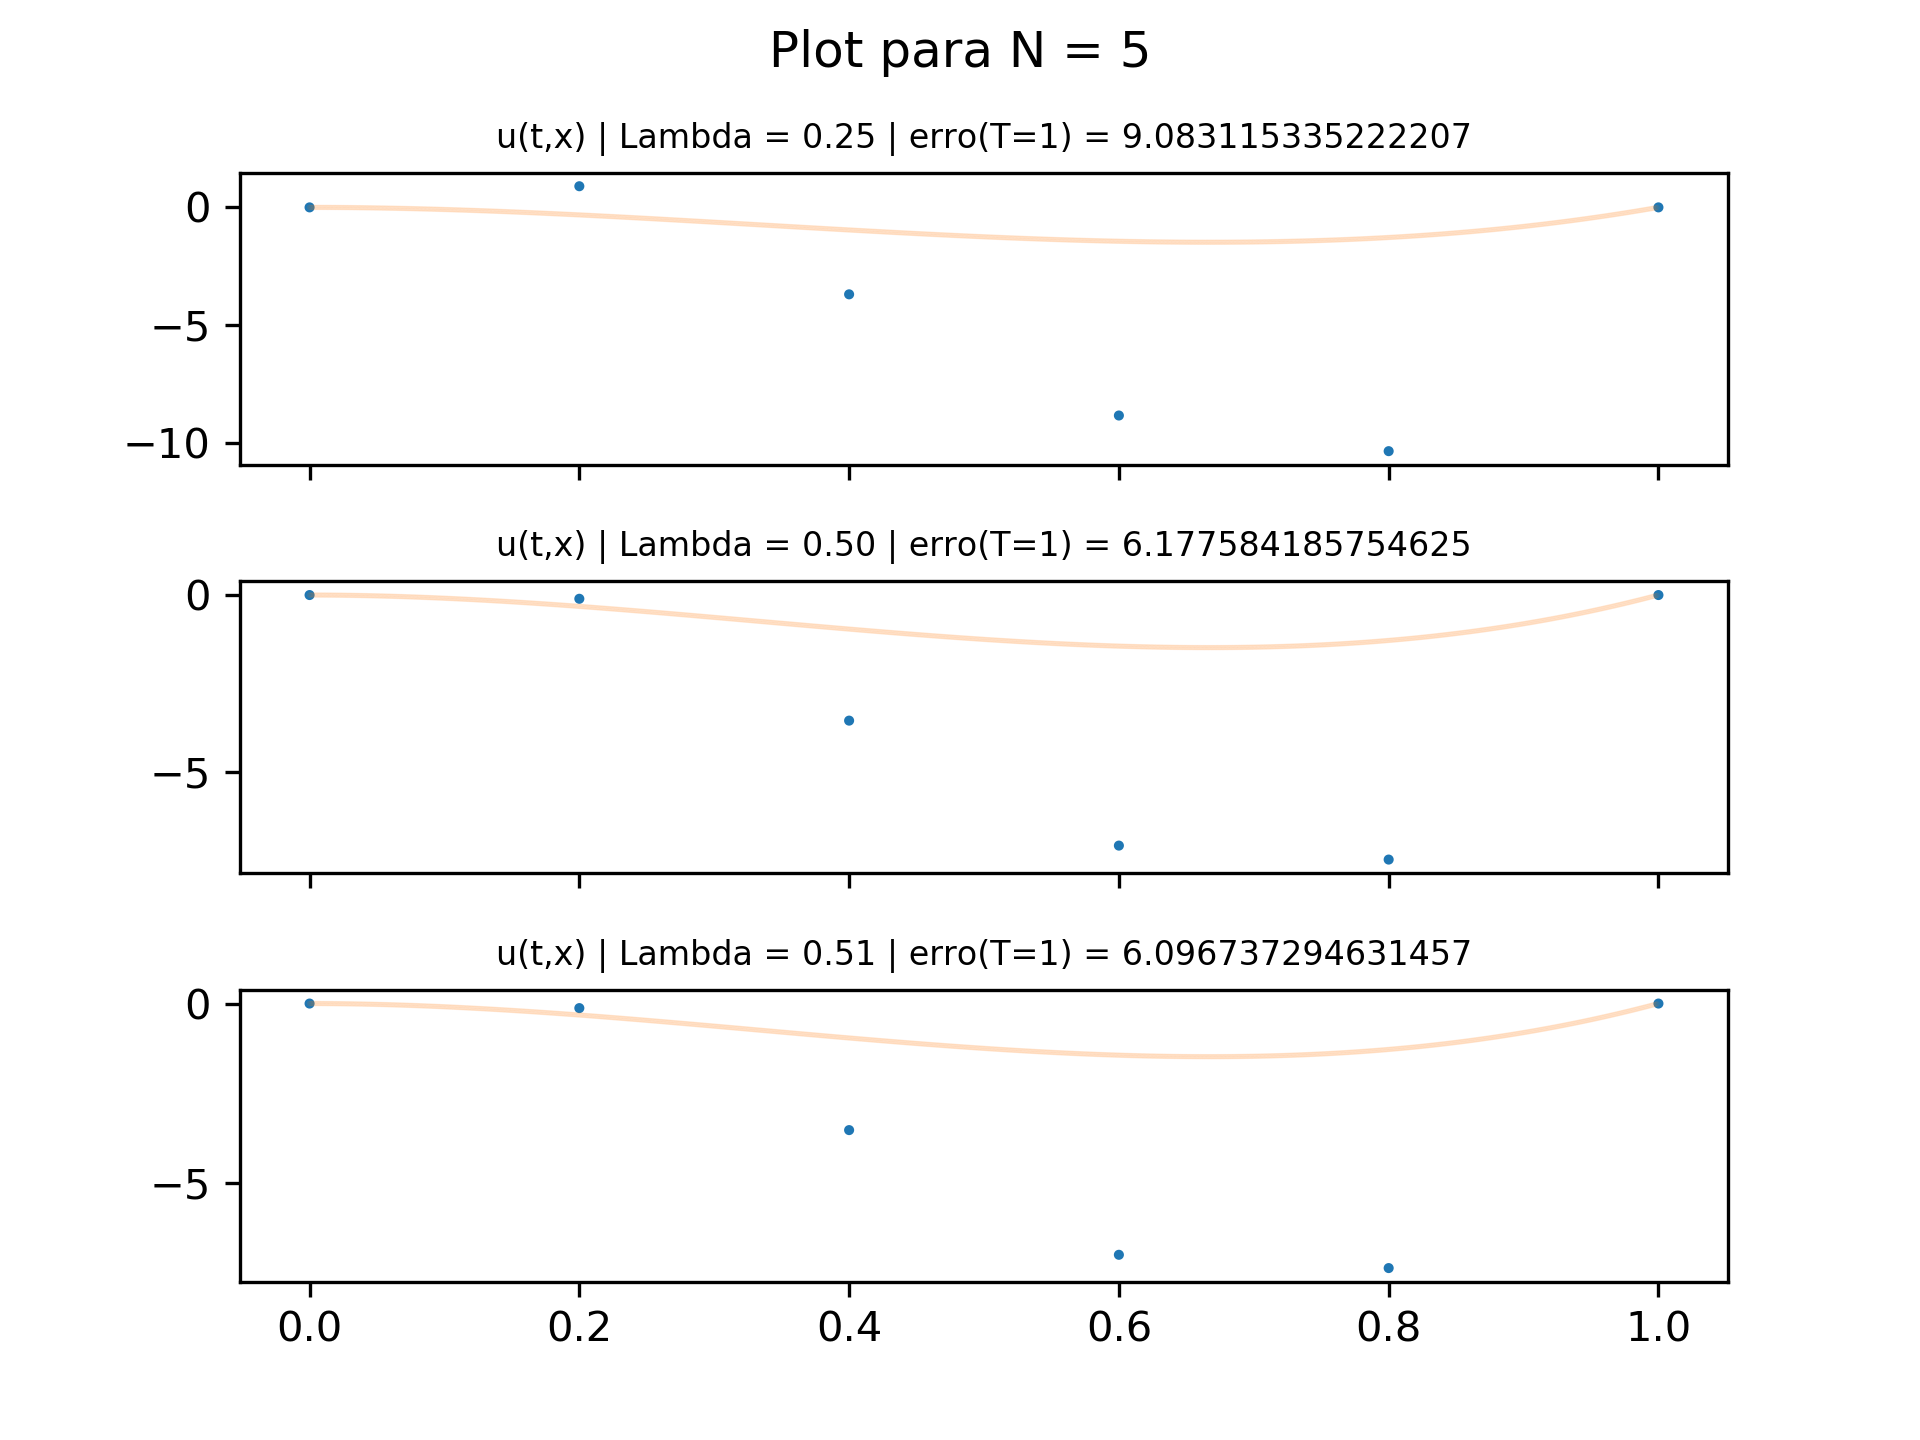 Plot para N = 5
u(t,x) | Lambda = 0.25 | erro(T=1) = 9.083115335222207
0
−5
−10
u(t,x) | Lambda = 0.50 | erro(T=1) = 6.177584185754625
0
−5
u(t,x) | Lambda = 0.51 | erro(T=1) = 6.096737294631457
0
−5
0.0 0.2 0.4 0.6 0.8 1.0